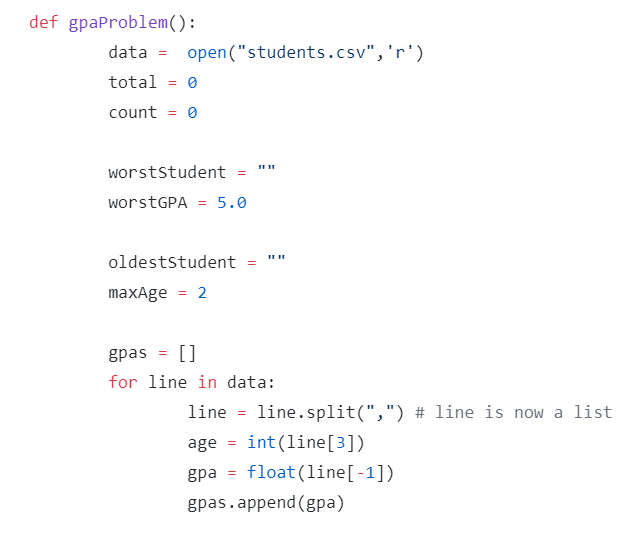 def gpaProblem():
data =  open("students.csv",'r')
total = 0
count = 0
worstStudent = ""
worstGPA = 5.0
oldestStudent = ""
maxAge = 2
gpas = []
for line in data:
line = line.split(",") # line is now a list
age = int(line[3])
gpa = float(line[-1])
gpas.append(gpa)